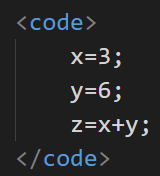 <code>
x=3;
y=6;
z=x+y;
</code>